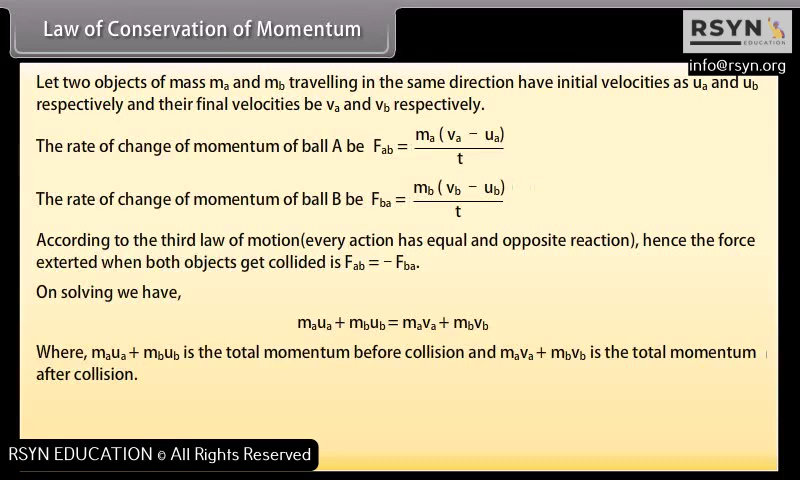 Law of Conservation of Momentum
RSYN
EDUCATION
info@rsyn.org
Let two objects of mass mₐ and m_b travelling in the same direction have initial velocities as uₐ and u_b
respectively and their final velocities be vₐ and v_b respectively.
The rate of change of momentum of ball A be F_ab = mₐ ( vₐ − uₐ) / t
The rate of change of momentum of ball B be F_ba = m_b ( v_b − u_b) / t
According to the third law of motion(every action has equal and opposite reaction), hence the force
exterted when both objects get collided is F_ab = − F_ba.
On solving we have,
mₐuₐ + m_bu_b = mₐvₐ + m_bv_b
Where, mₐuₐ + m_bu_b is the total momentum before collision and mₐvₐ + m_bv_b is the total momentum
after collision.
RSYN EDUCATION © All Rights Reserved